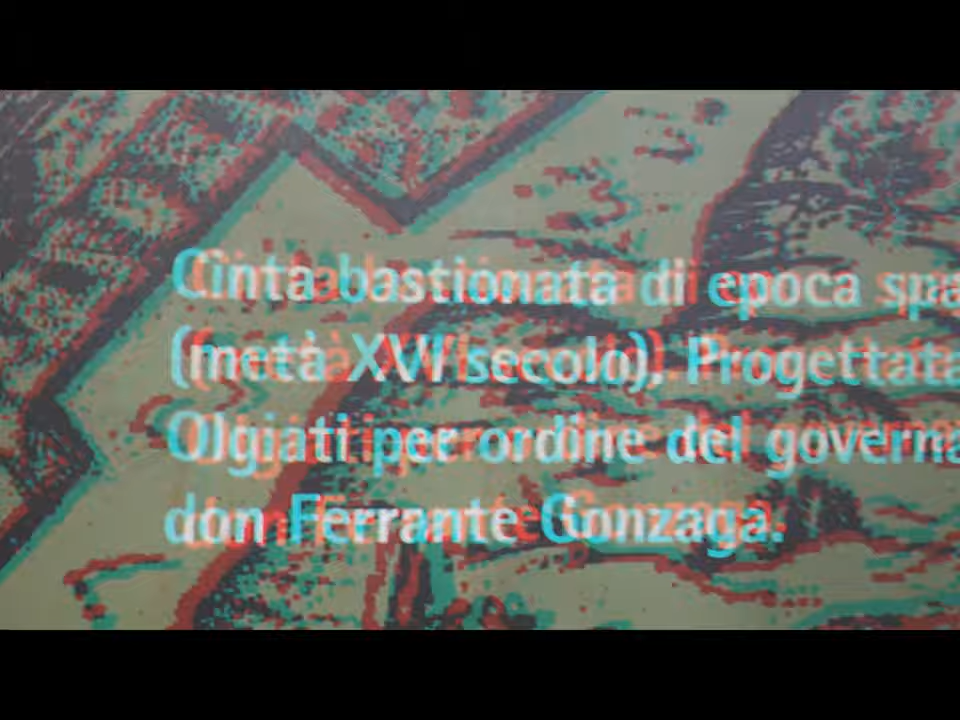 Cinta bastionata di epoca spa
(metà XVI secolo). Progettata
Olgiati per ordine del governa
don Ferrante Gonzaga.